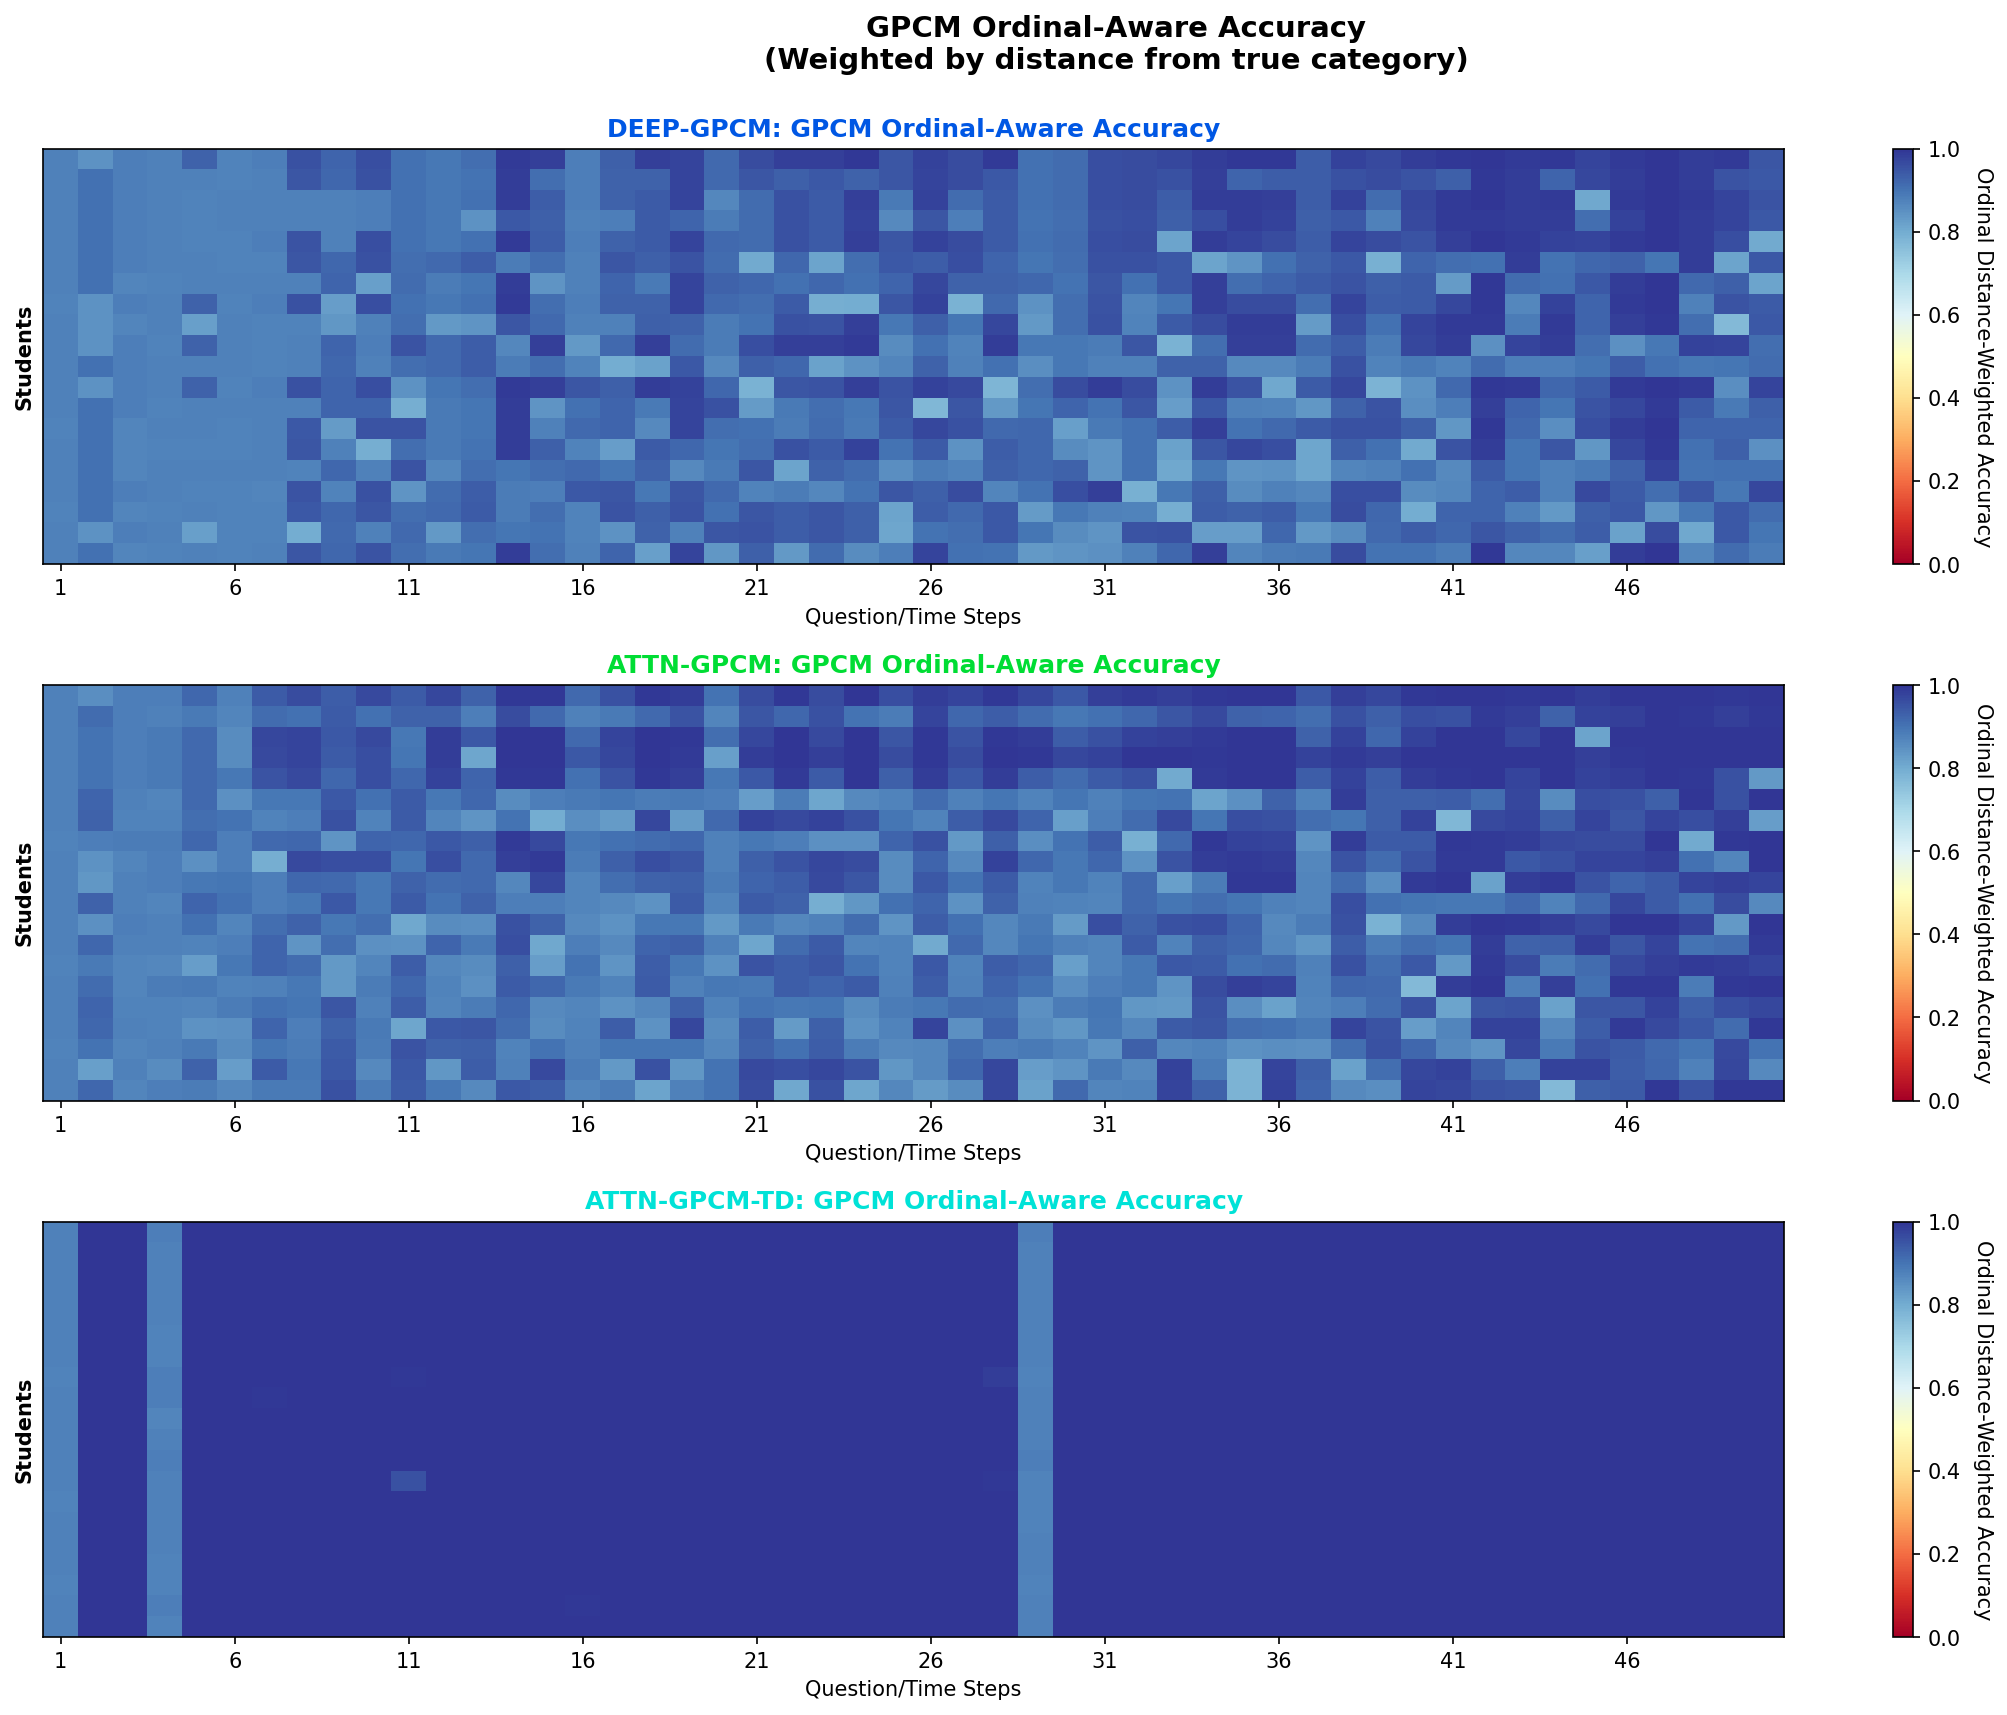 GPCM Ordinal-Aware Accuracy
(Weighted by distance from true category)
DEEP-GPCM: GPCM Ordinal-Aware Accuracy
Students
1 6 11 16 21 26 31 36 41 46
Question/Time Steps
1.0
0.8
0.6
0.4
0.2
0.0
Ordinal Distance-Weighted Accuracy
ATTN-GPCM: GPCM Ordinal-Aware Accuracy
Students
1 6 11 16 21 26 31 36 41 46
Question/Time Steps
1.0
0.8
0.6
0.4
0.2
0.0
Ordinal Distance-Weighted Accuracy
ATTN-GPCM-TD: GPCM Ordinal-Aware Accuracy
Students
1 6 11 16 21 26 31 36 41 46
Question/Time Steps
1.0
0.8
0.6
0.4
0.2
0.0
Ordinal Distance-Weighted Accuracy